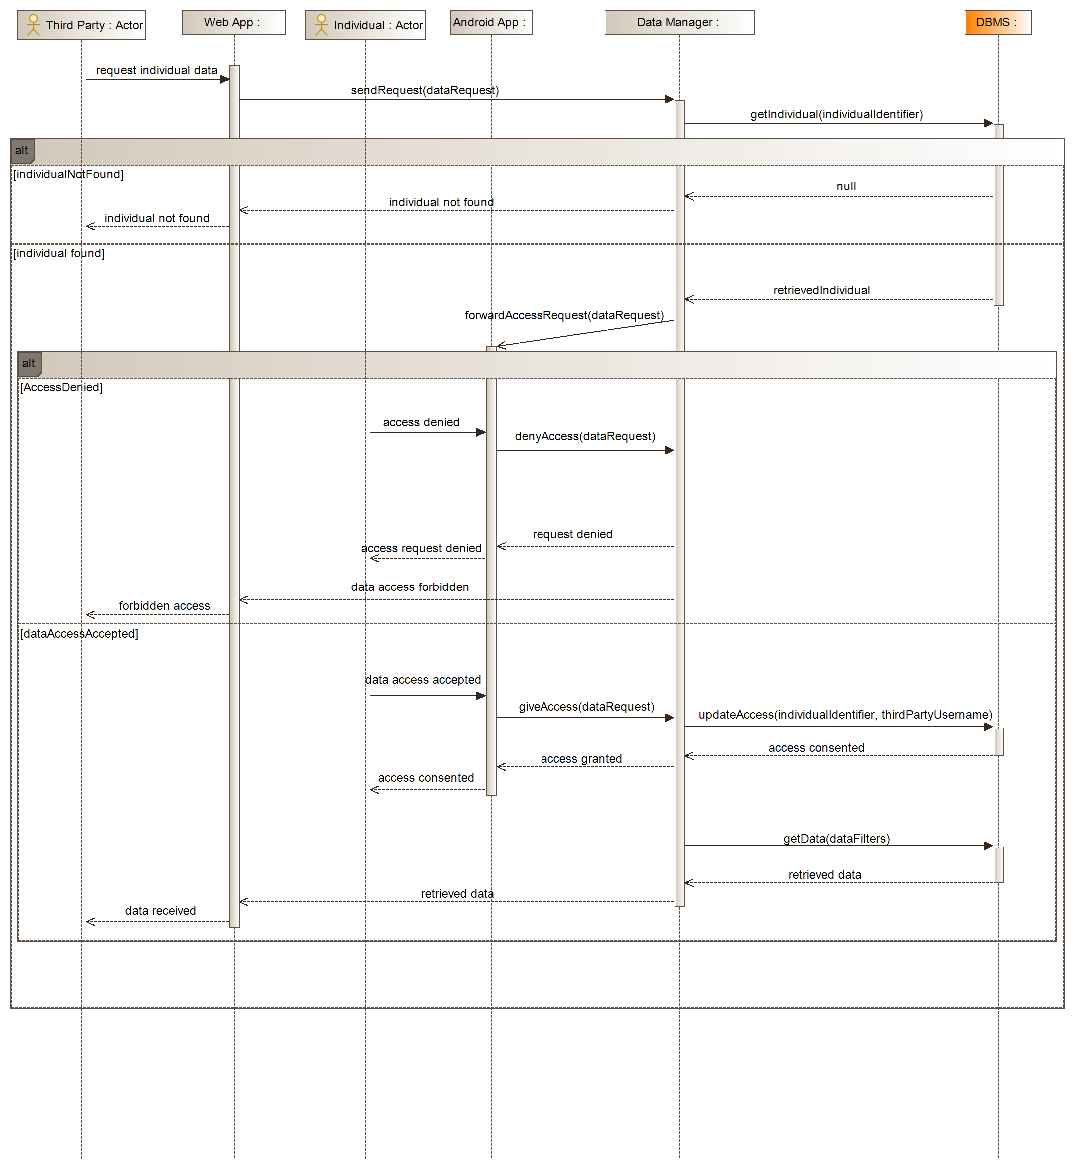 Third Party : Actor
Web App :
Individual : Actor
Android App :
Data Manager :
DBMS :
request individual data
sendRequest(dataRequest)
getIndividual(individualIdentifier)
alt
[individualNotFound]
null
individual not found
individual not found
[individual found]
retrievedIndividual
forwardAccessRequest(dataRequest)
alt
[AccessDenied]
access denied
denyAccess(dataRequest)
request denied
access request denied
data access forbidden
forbidden access
[dataAccessAccepted]
data access accepted
giveAccess(dataRequest)
updateAccess(individualIdentifier, thirdPartyUsername)
access consented
access granted
access consented
getData(dataFilters)
retrieved data
retrieved data
data received